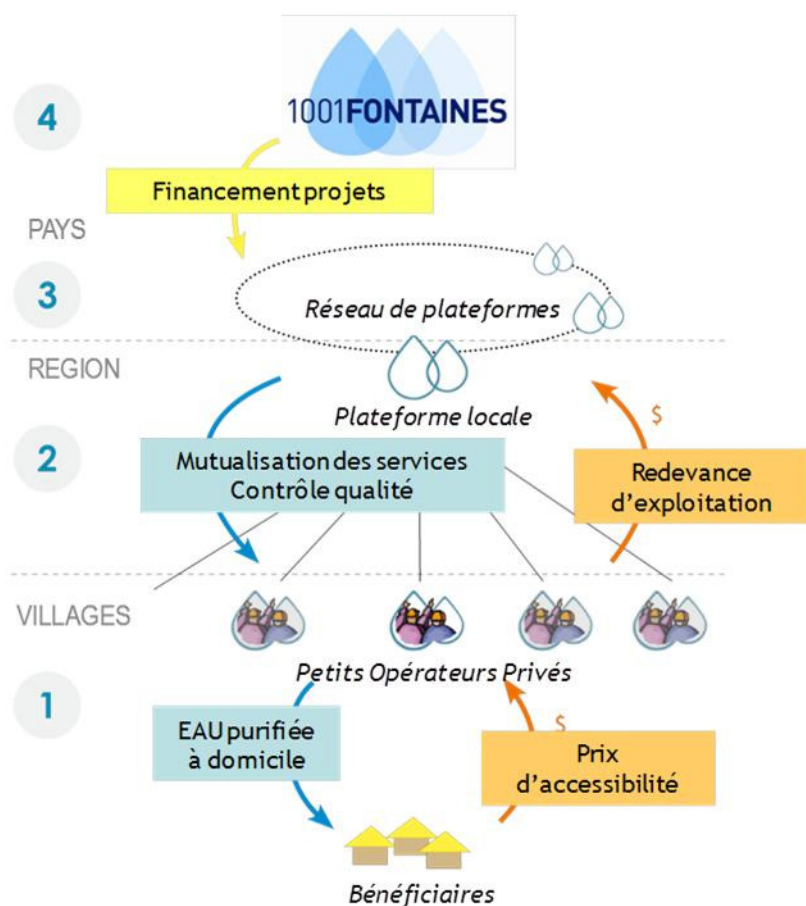 4
1001FONTAINES
Financement projets
PAYS
3
Réseau de plateformes
REGION
Plateforme locale
$
2
Mutualisation des services
Contrôle qualité
Redevance
d'exploitation
VILLAGES
Petits Opérateurs Privés
1
EAU purifiée
à domicile
$
Prix
d'accessibilité
Bénéficiaires